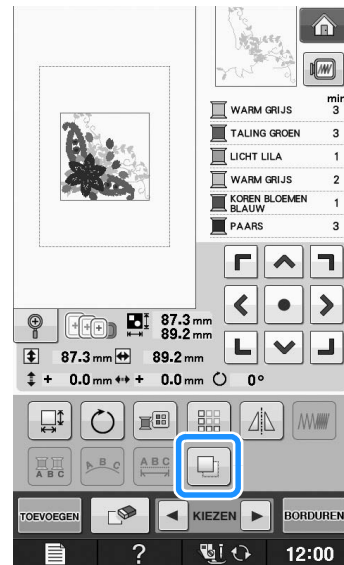 min
WARM GRIJS 3
TALING GROEN 3
LICHT LILA 1
WARM GRIJS 2
KOREN BLOEMEN BLAUW 1
PAARS 3
87.3 mm
89.2 mm
87.3 mm 89.2 mm
+ 0.0 mm + 0.0 mm 0°
A B C A B C A B C
TOEVOEGEN KIEZEN BORDUREN
? 12:00